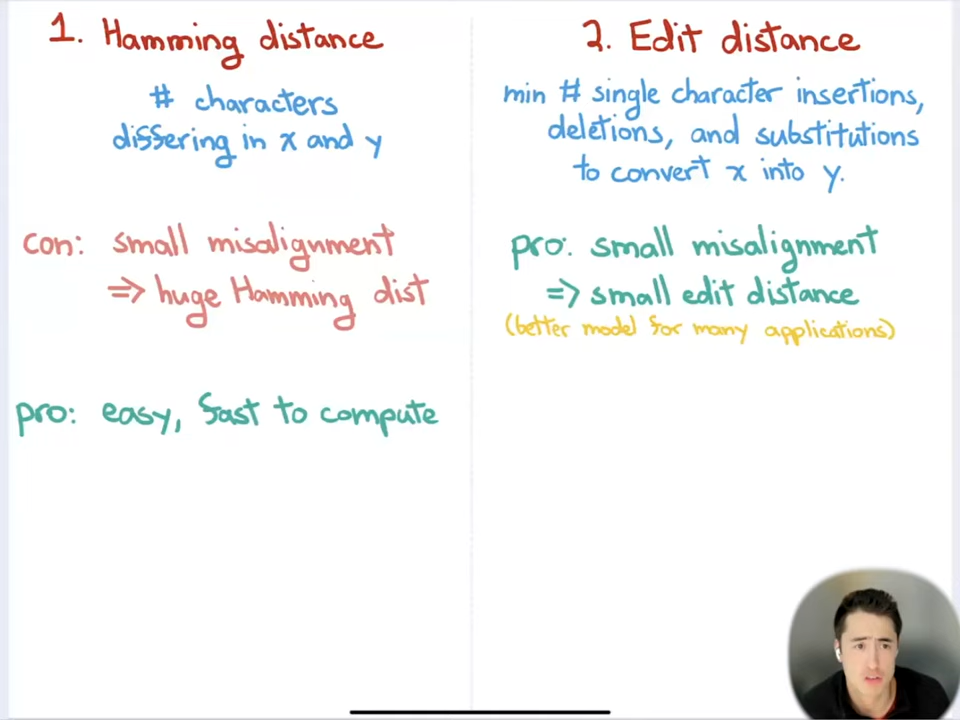 1. Hamming distance
# characters
differing in x and y
con: small misalignment
=> huge Hamming dist
pro: easy, fast to compute
2. Edit distance
min # single character insertions,
deletions, and substitutions
to convert x into y.
pro: small misalignment
=> small edit distance
(better model for many applications)